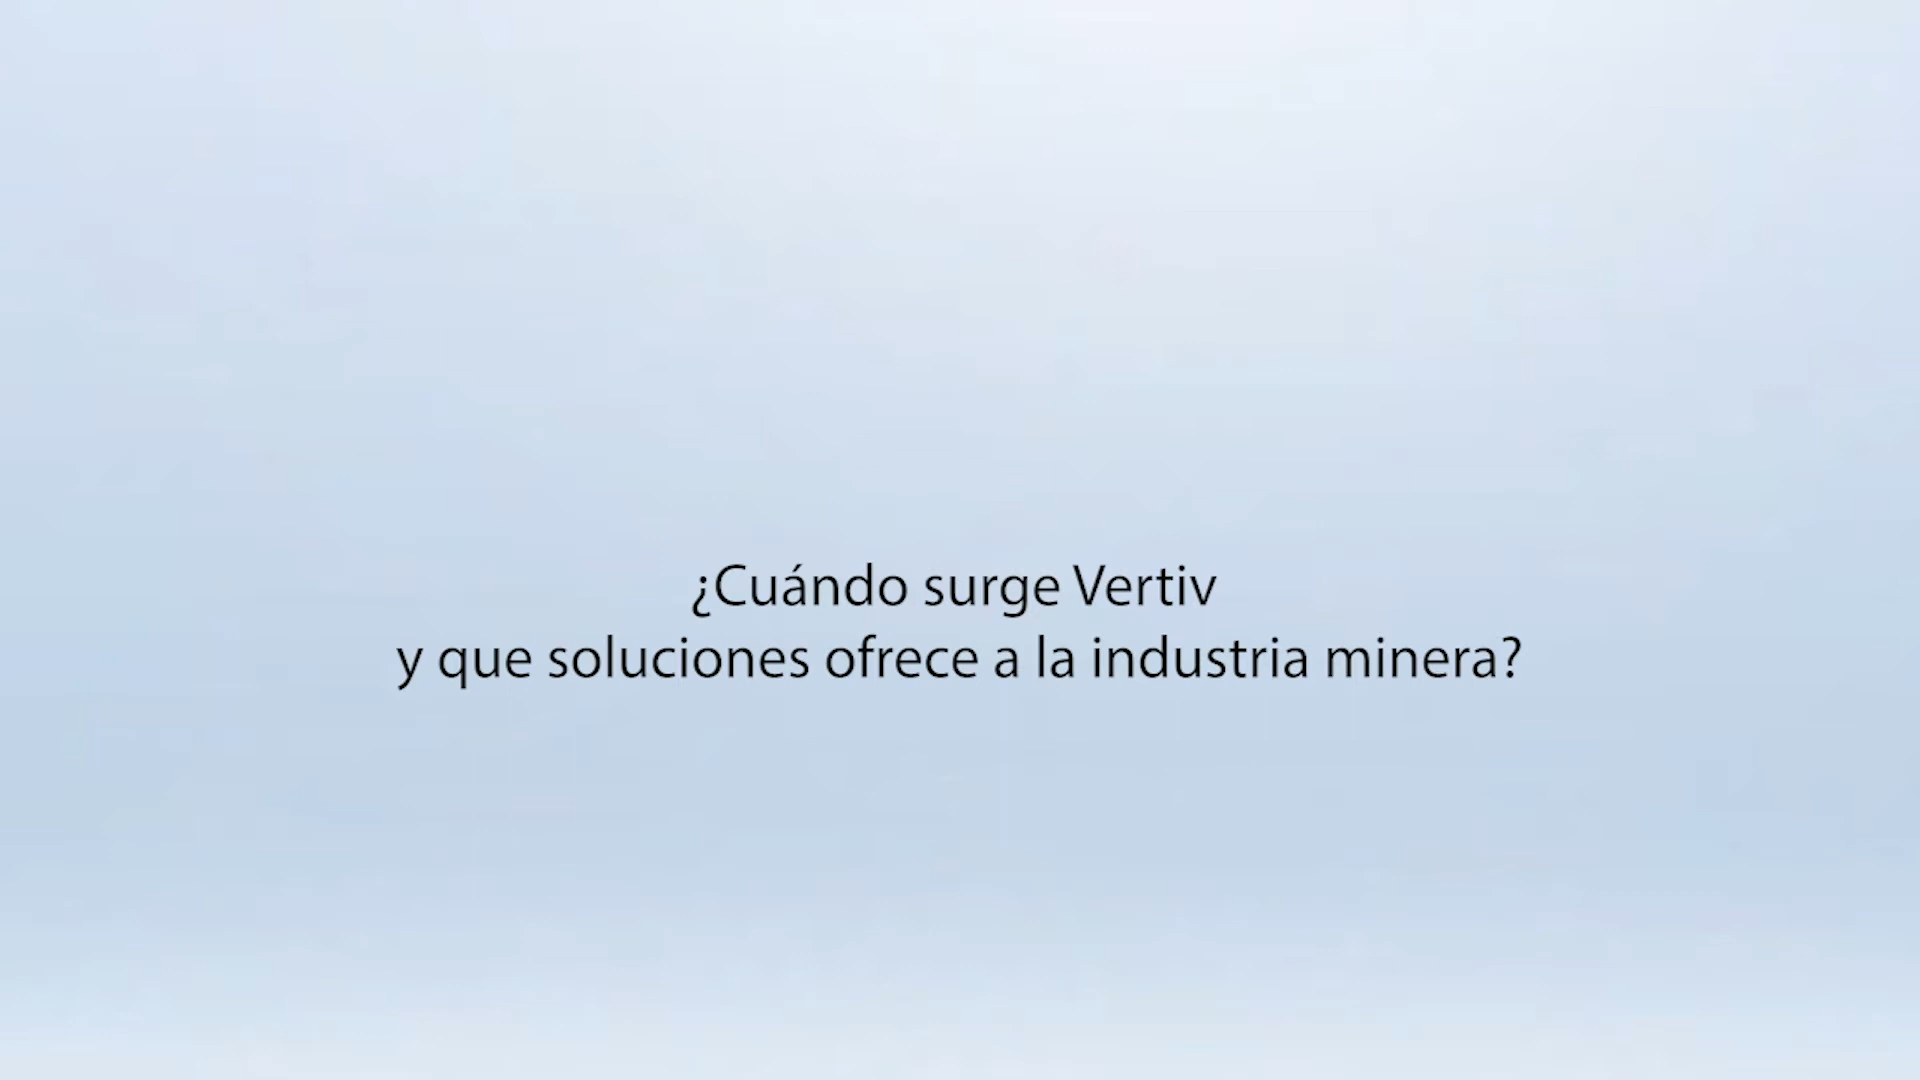 ¿Cuándo surge Vertiv
y que soluciones ofrece a la industria minera?